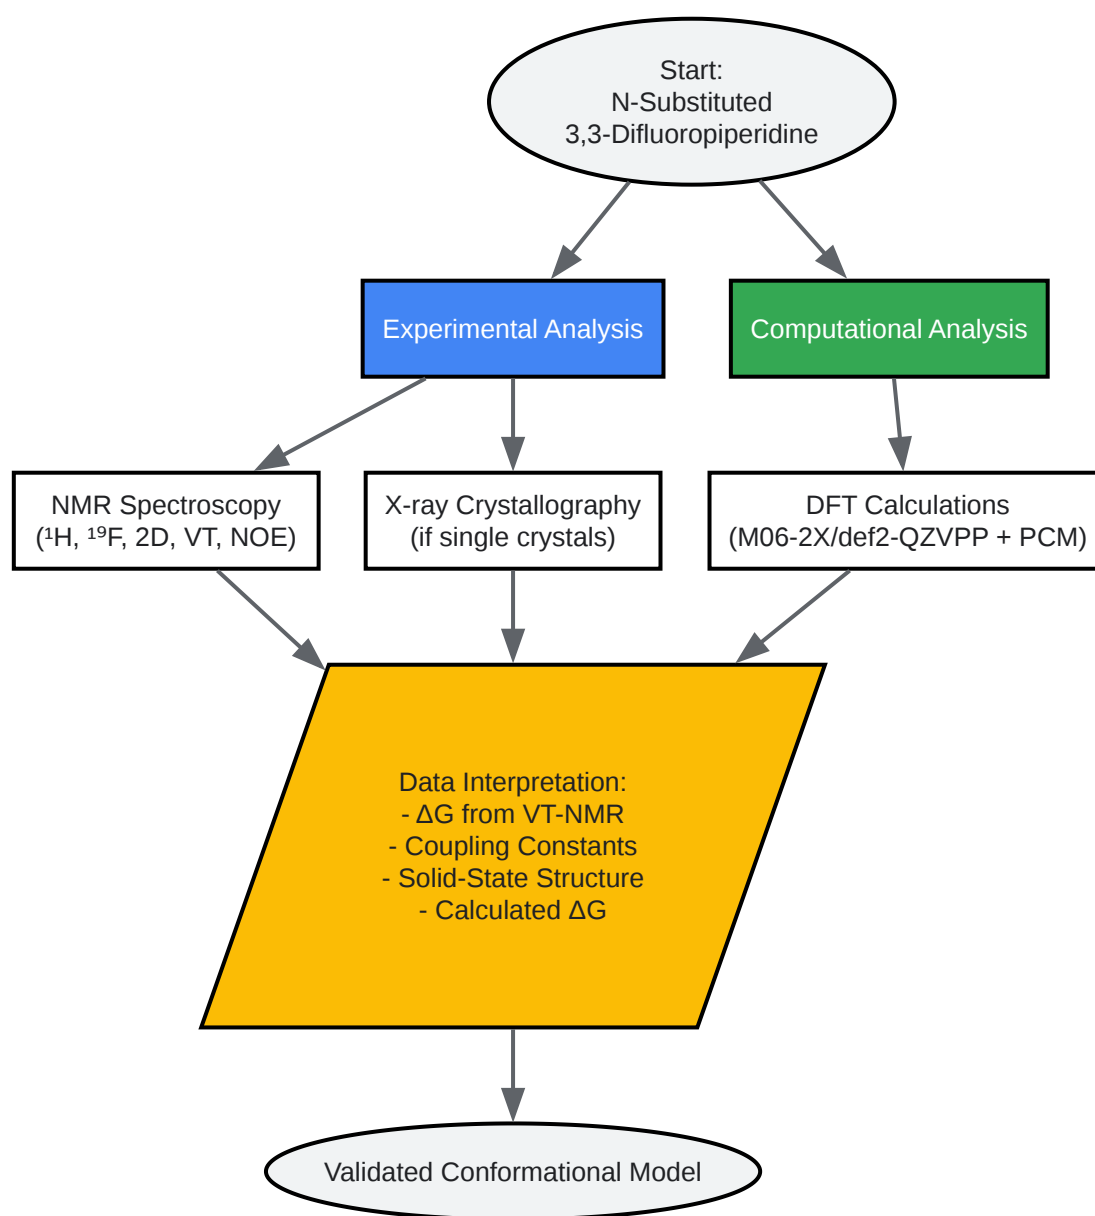 Start:
N-Substituted
3,3-Difluoropiperidine
Experimental Analysis
Computational Analysis
NMR Spectroscopy
(¹H, ¹⁹F, 2D, VT, NOE)
X-ray Crystallography
(if single crystals)
DFT Calculations
(M06-2X/def2-QZVPP + PCM)
Data Interpretation:
- ΔG from VT-NMR
- Coupling Constants
- Solid-State Structure
- Calculated ΔG
Validated Conformational Model